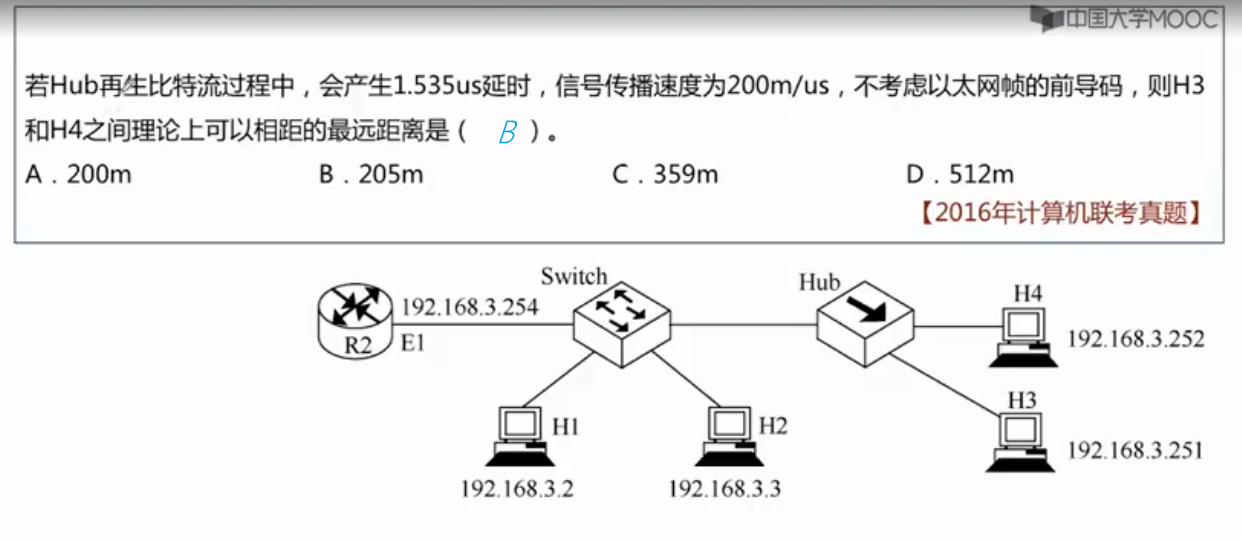 中国大学MOOC
若Hub再生比特流过程中，会产生1.535us延时，信号传播速度为200m/us，不考虑以太网帧的前导码，则H3
和H4之间理论上可以相距的最远距离是（ B ）。
A．200m B．205m C．359m D．512m
【2016年计算机联考真题】
Switch
Hub
H4
192.168.3.254
R2 E1
192.168.3.252
H3
H1
H2
192.168.3.251
192.168.3.2
192.168.3.3